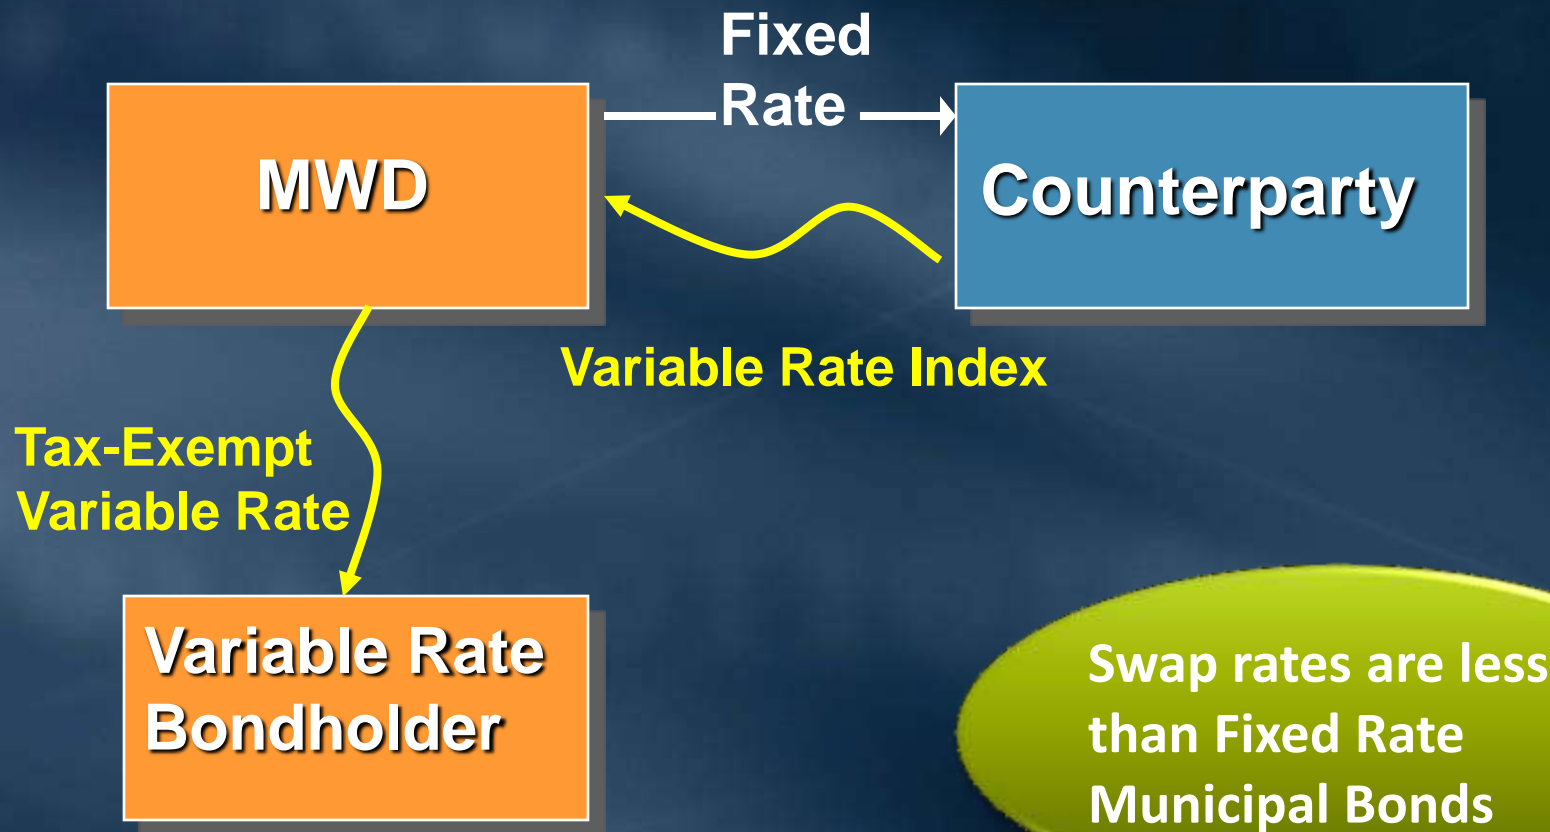 Fixed
Rate
MWD
Counterparty
Variable Rate Index
Tax-Exempt
Variable Rate
Variable Rate
Bondholder
Swap rates are less
than Fixed Rate
Municipal Bonds